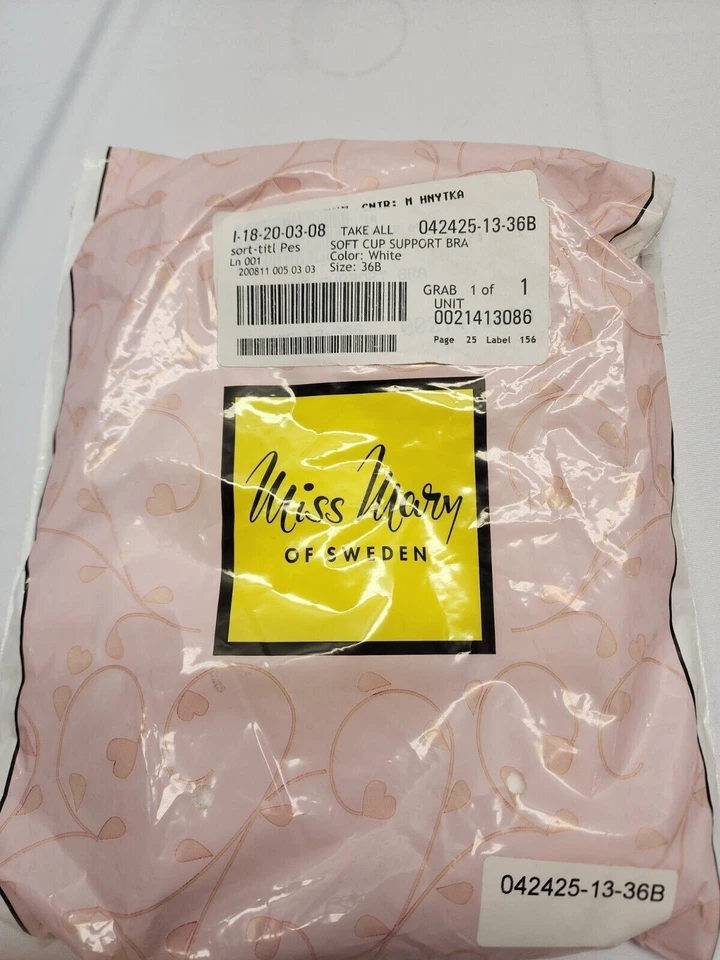 CNTR: M HNYTKA
I-18-20-03-08 TAKE ALL 042425-13-36B
sort-titl Pes SOFT CUP SUPPORT BRA
Ln 001 Color: White
200811 005 03 03 Size: 36B
GRAB 1 of 1
UNIT
0021413086
Page 25 Label 156
Miss Mary
OF SWEDEN
042425-13-36B